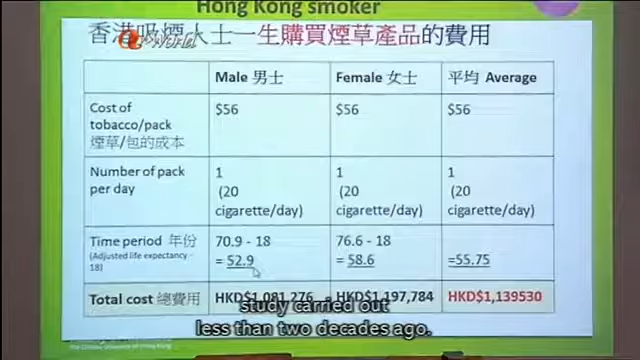 Hong Kong smoker
香港吸煙人士一生購買煙草產品的費用
Male 男士 Female 女士 平均 Average
Cost of tobacco/pack 煙草/包的成本 $56 $56 $56
Number of pack per day 1 (20 cigarette/day) 1 (20 cigarette/day) 1 (20 cigarette/day)
Time period 年份 (Adjusted life expectancy - 18) 70.9 - 18 = 52.9 76.6 - 18 = 58.6 =55.75
Total cost 總費用 HKD$1,081,276 HKD$1,197,784 HKD$1,139530
study carried out
less than two decades ago.